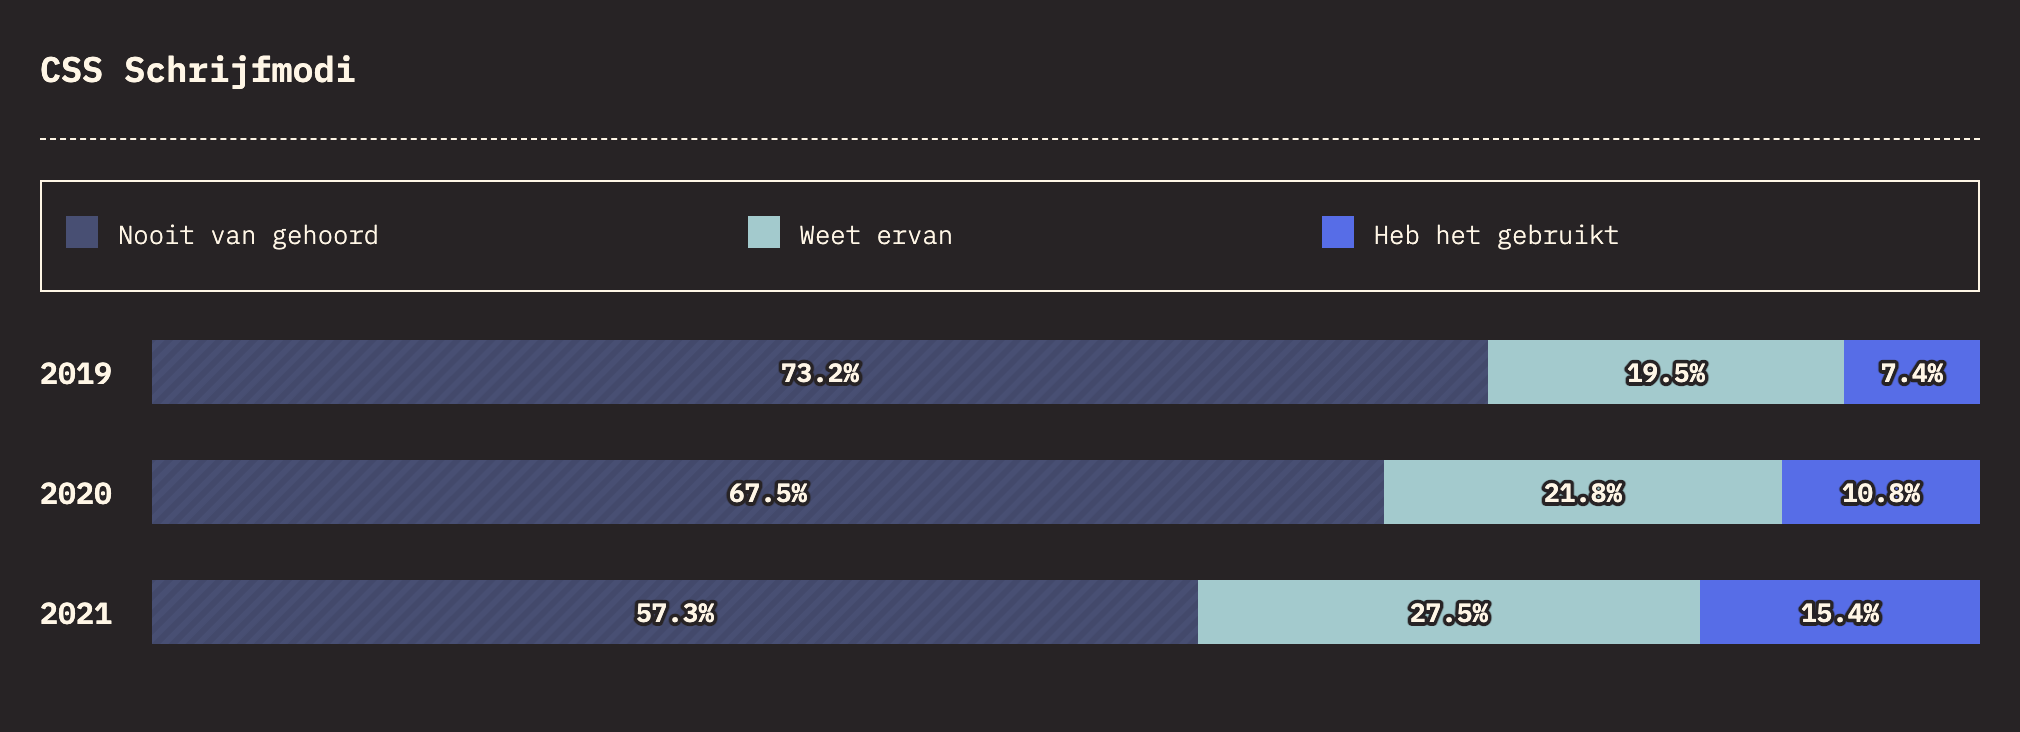 CSS Schrijfmodi
Nooit van gehoord Weet ervan Heb het gebruikt
2019 73.2% 19.5% 7.4%
2020 67.5% 21.8% 10.8%
2021 57.3% 27.5% 15.4%